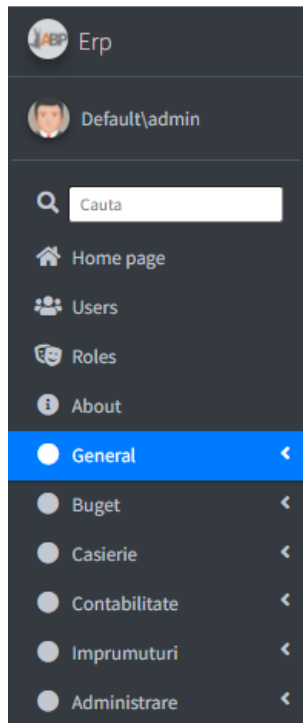 ABP
Erp
Default\admin
Cauta
Home page
Users
Roles
About
General
Buget
Casierie
Contabilitate
Imprumuturi
Administrare